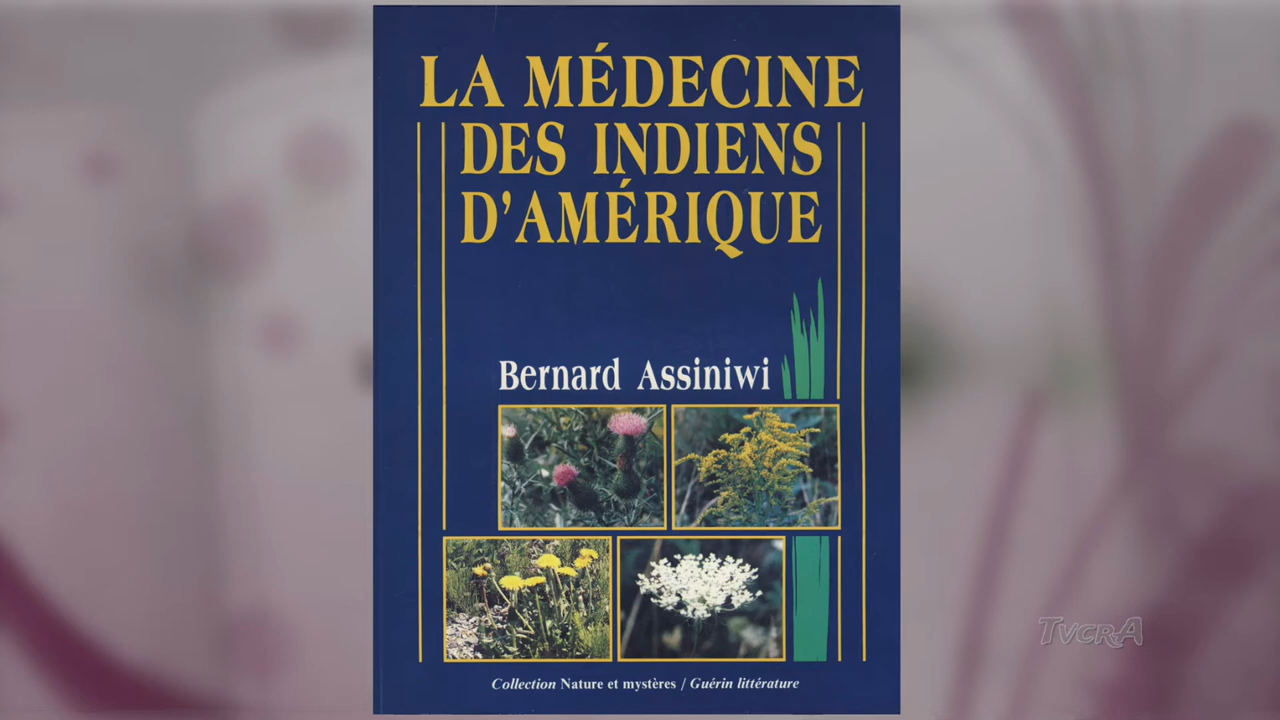 LA MÉDECINE
DES INDIENS
D'AMÉRIQUE
Bernard Assiniwi
Collection Nature et mystères / Guérin littérature
TVCRA